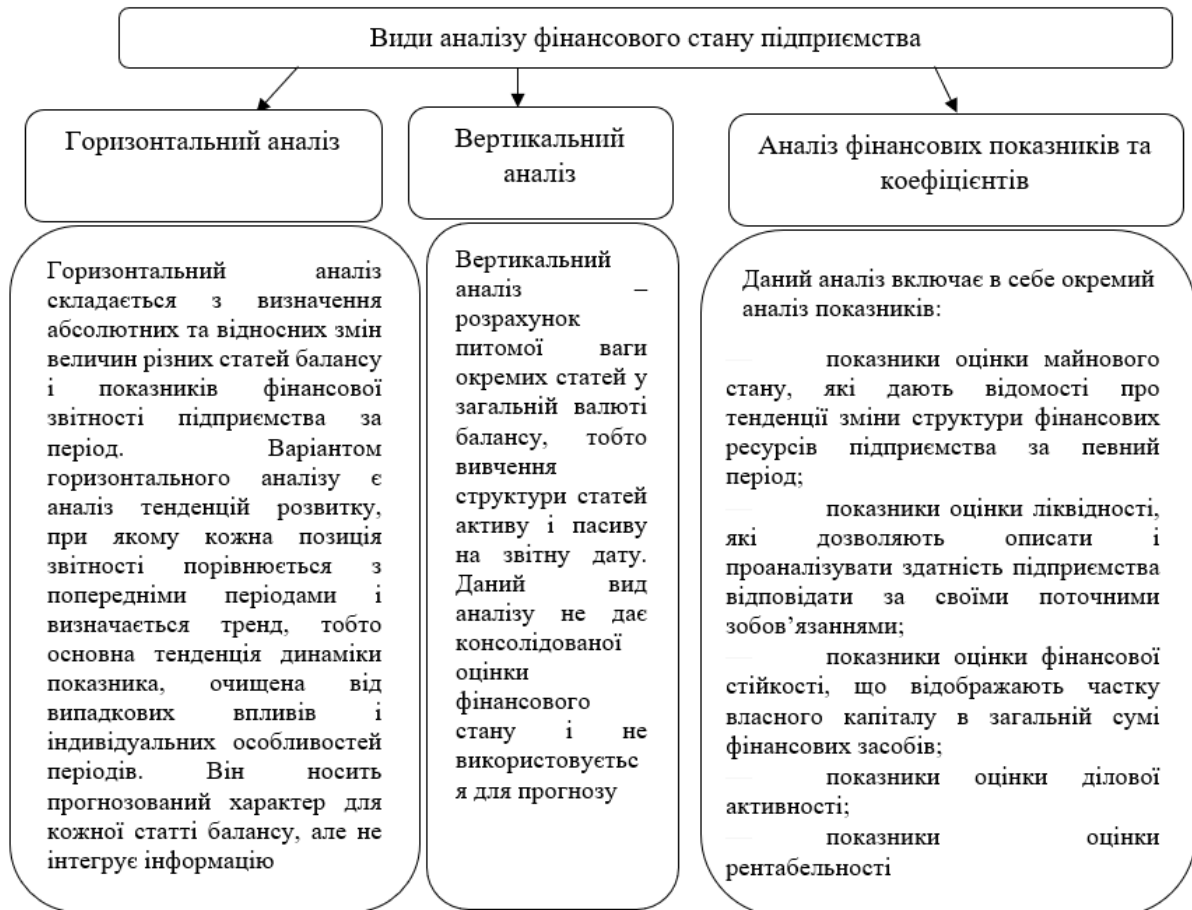 Види аналізу фінансового стану підприємства
Горизонтальний аналіз
Вертикальний
аналіз
Аналіз фінансових показників та
коефіцієнтів
Горизонтальний аналіз
складається з визначення
абсолютних та відносних змін
величин різних статей балансу
і показників фінансової
звітності підприємства за
період. Варіантом
горизонтального аналізу є
аналіз тенденцій розвитку,
при якому кожна позиція
звітності порівнюється з
попередніми періодами і
визначається тренд, тобто
основна тенденція динаміки
показника, очищена від
випадкових впливів і
індивідуальних особливостей
періодів. Він носить
прогнозований характер для
кожної статті балансу, але не
інтегрує інформацію
Вертикальний
аналіз –
розрахунок
питомої ваги
окремих статей у
загальній валюті
балансу, тобто
вивчення
структури статей
активу і пасиву
на звітну дату.
Даний вид
аналізу не дає
консолідованої
оцінки
фінансового
стану і не
використовуєтьс
я для прогнозу
Даний аналіз включає в себе окремий
аналіз показників:
показники оцінки майнового
стану, які дають відомості про
тенденції зміни структури фінансових
ресурсів підприємства за певний
період;
показники оцінки ліквідності,
які дозволяють описати і
проаналізувати здатність підприємства
відповідати за своїми поточними
зобов’язаннями;
показники оцінки фінансової
стійкості, що відображають частку
власного капіталу в загальній сумі
фінансових засобів;
показники оцінки ділової
активності;
показники оцінки
рентабельності